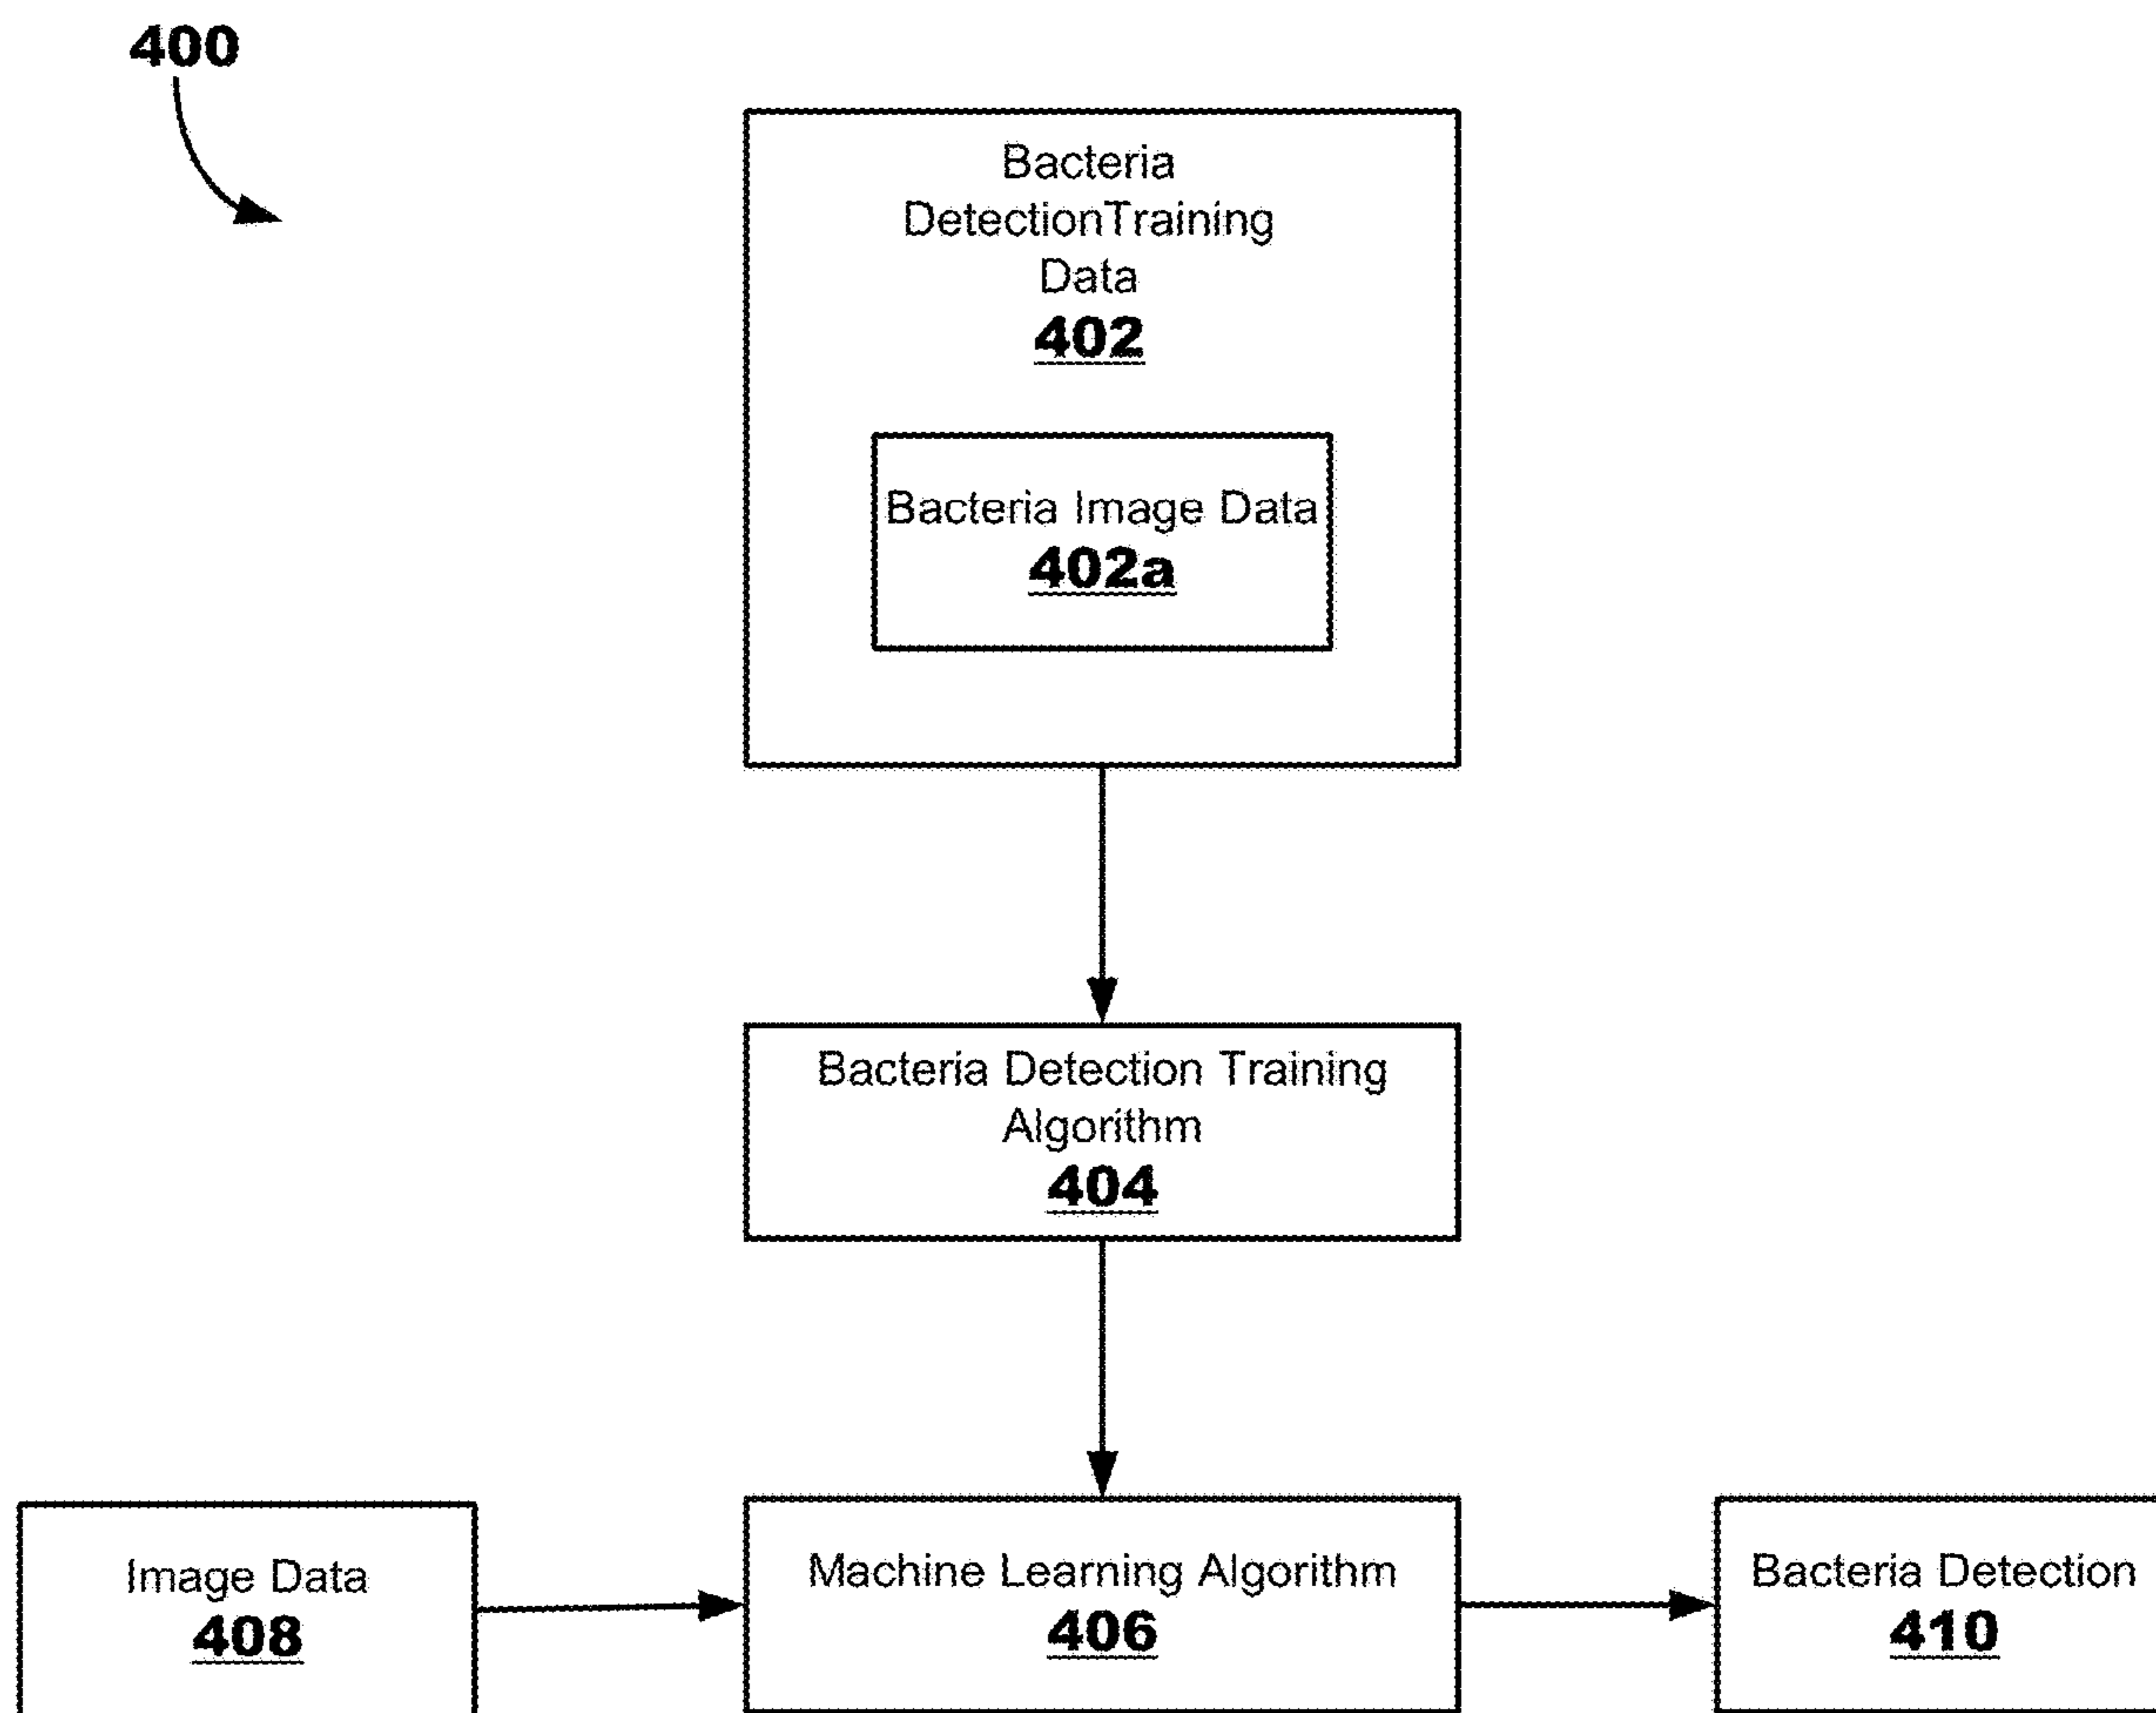 400
Bacteria
DetectionTraining
Data
402
Bacteria Image Data
402a
Bacteria Detection Training
Algorithm
404
Image Data
408
Machine Learning Algorithm
406
Bacteria Detection
410